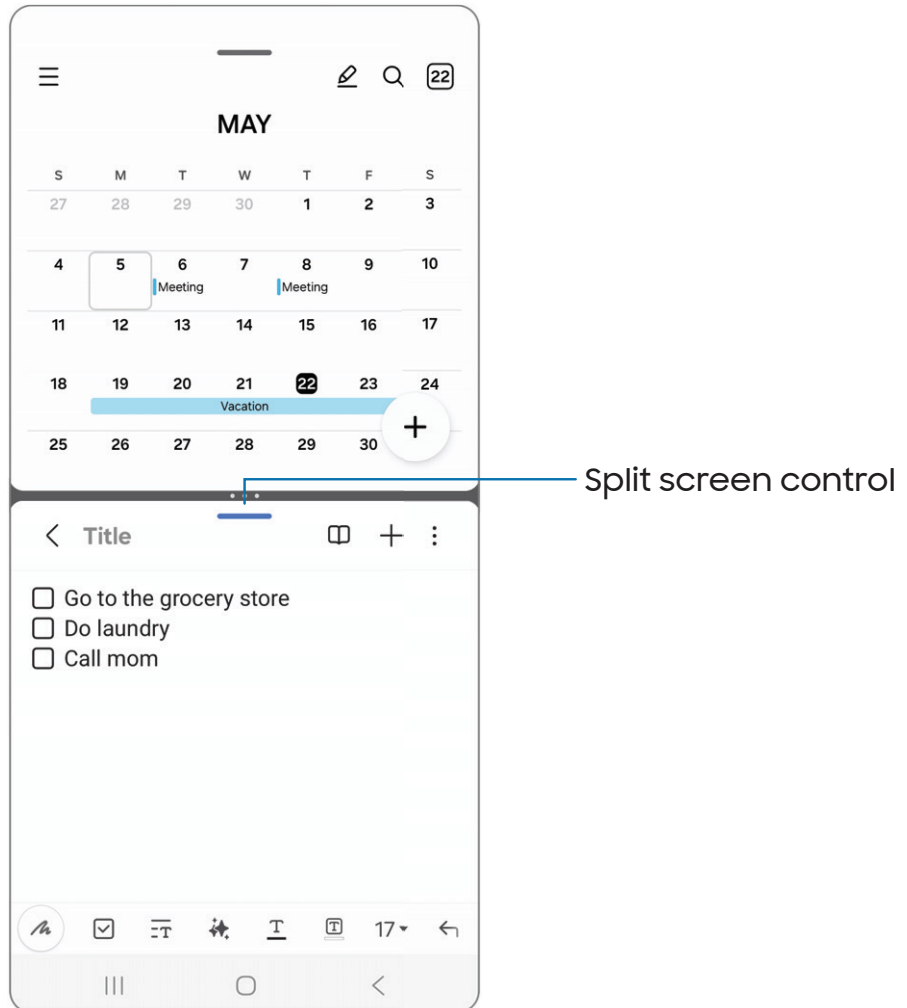 22
MAY
S M T W T F S
27 28 29 30 1 2 3
4 5 6 7 8 9 10
Meeting Meeting
11 12 13 14 15 16 17
18 19 20 21 22 23 24
Vacation
25 26 27 28 29 30
Split screen control
Title
Go to the grocery store
Do laundry
Call mom
T T T 17